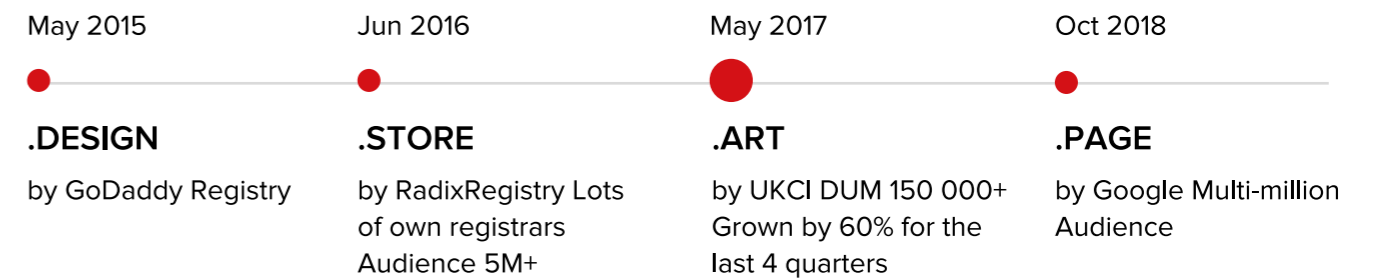 May 2015
Jun 2016
May 2017
Oct 2018
.DESIGN
by GoDaddy Registry
.STORE
by RadixRegistry Lots
of own registrars
Audience 5M+
.ART
by UKCI DUM 150 000+
Grown by 60% for the
last 4 quarters
.PAGE
by Google Multi-million
Audience